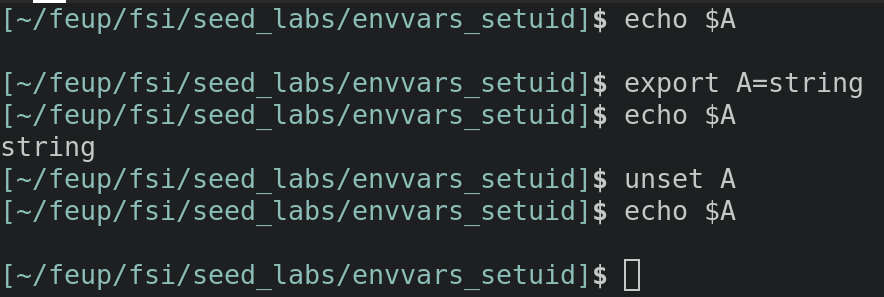 [~/feup/fsi/seed_labs/envvars_setuid]$ echo $A
[~/feup/fsi/seed_labs/envvars_setuid]$ export A=string
[~/feup/fsi/seed_labs/envvars_setuid]$ echo $A
string
[~/feup/fsi/seed_labs/envvars_setuid]$ unset A
[~/feup/fsi/seed_labs/envvars_setuid]$ echo $A
[~/feup/fsi/seed_labs/envvars_setuid]$